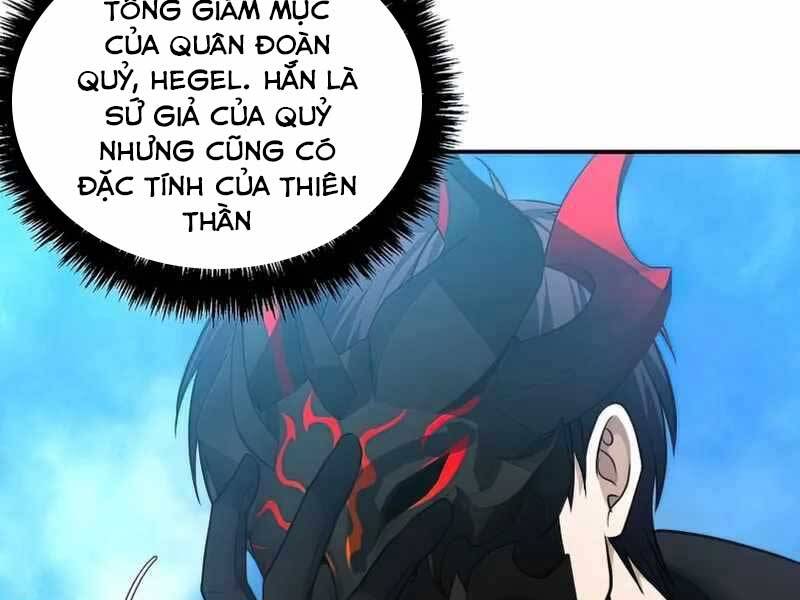 TỔNG GIÁM MỤC
CỦA QUÂN ĐOÀN
QUỶ, HEGEL. HẮN LÀ
SỨ GIẢ CỦA QUỶ
NHƯNG CŨNG CÓ
ĐẶC TÍNH CỦA THIÊN
THẦN